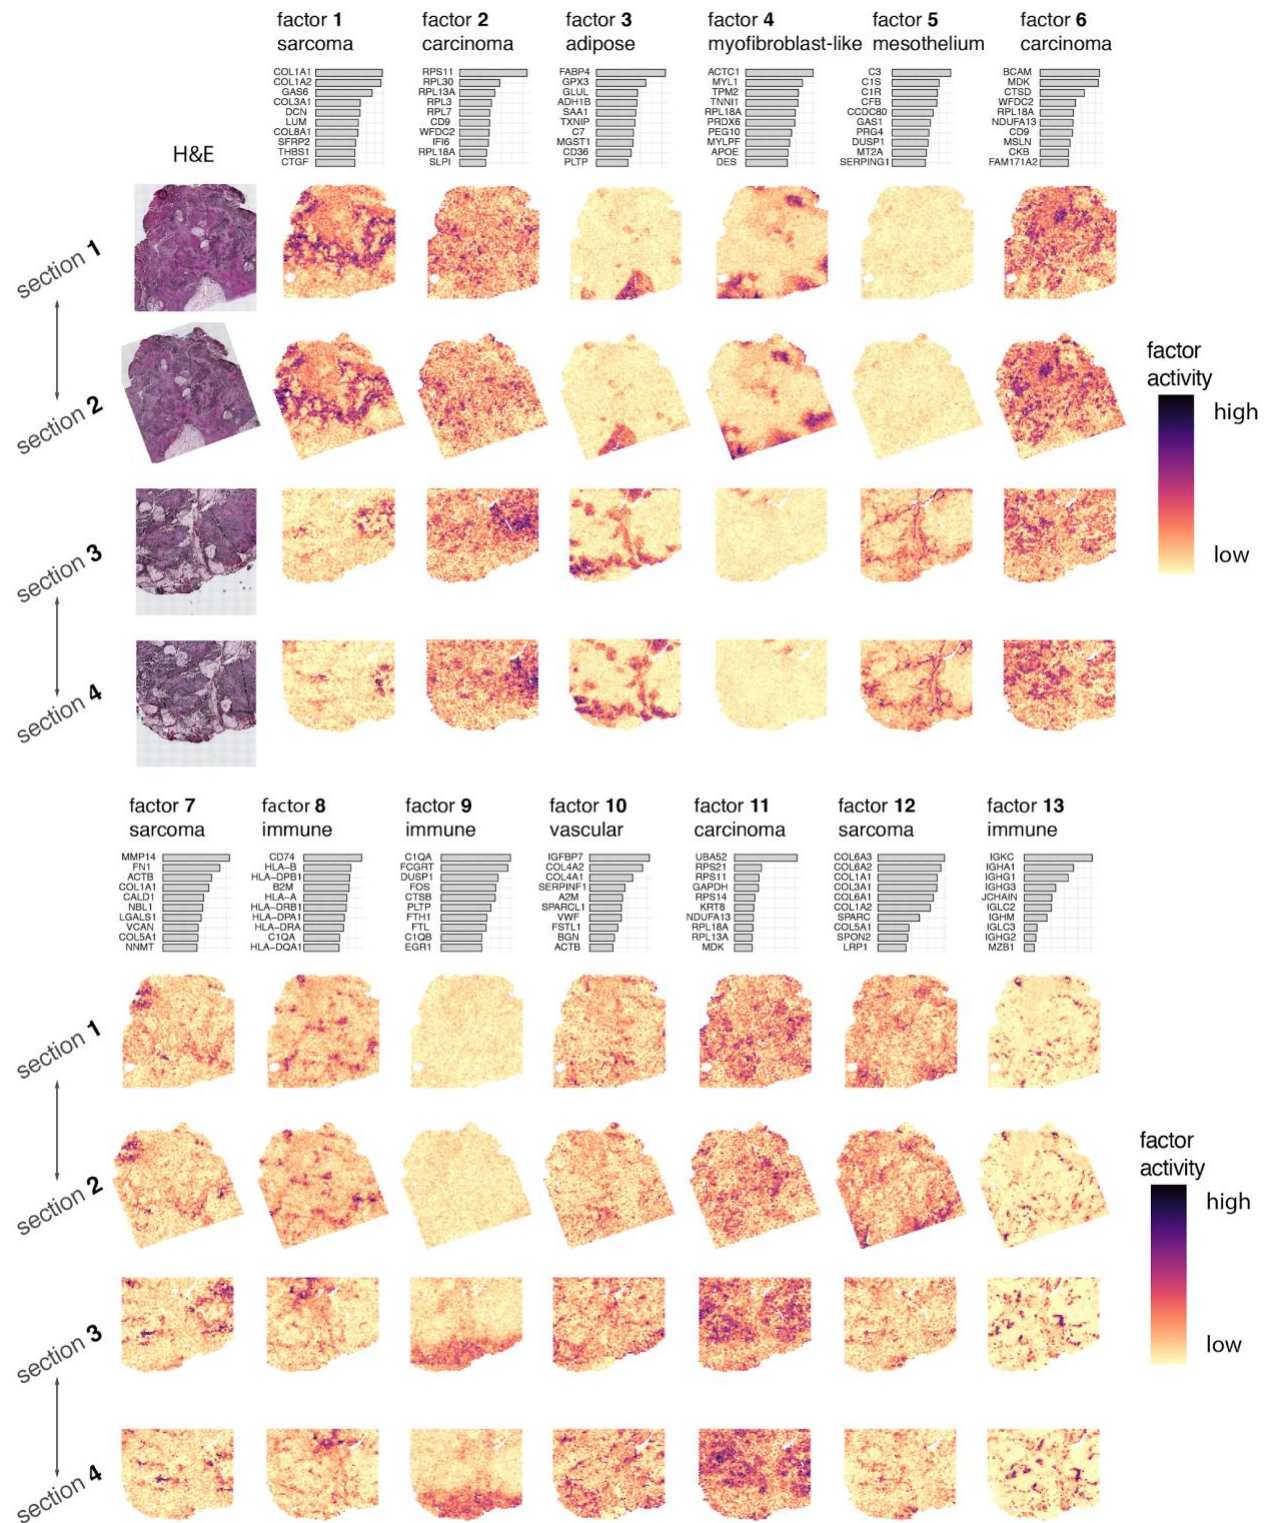 factor 1
sarcoma
factor 2
carcinoma
factor 3
adipose
factor 4
myofibroblast-like
factor 5
mesothelium
factor 6
carcinoma
H&E
COL1A1
COL1A2
GAS6
COL3A1
DCN
LUM
COL8A1
SFRP2
THBS1
CTGF
RPS11
RPL30
RPL13A
RPL3
RPL7
CD9
WFDC2
IFI6
RPL18A
SLPI
FABP4
GPX3
GLUL
ADH1B
SAA1
TXNIP
C7
MGST1
CD36
PLTP
ACTC1
MYL1
TPM2
TNNI1
RPL18A
PRDX6
PEG10
MYLPF
APOE
DES
C3
C1S
C1R
CFB
CCDC80
GAS1
PRG4
DUSP1
MT2A
SERPING1
BCAM
MDK
CTSD
WFDC2
RPL18A
NDUFA13
CD9
MSLN
CKB
FAM171A2
section 1
section 2
section 3
section 4
factor
activity
high
low
factor 7
sarcoma
factor 8
immune
factor 9
immune
factor 10
vascular
factor 11
carcinoma
factor 12
sarcoma
factor 13
immune
MMP14
FN1
ACTB
COL1A1
CALD1
NBL1
LGALS1
VCAN
COL5A1
NNMT
CD74
HLA-B
HLA-DPB1
B2M
HLA-A
HLA-DRB1
HLA-DPA1
HLA-DRA
C1QA
HLA-DQA1
C1QA
FCGRT
DUSP1
FOS
CTSB
PLTP
FTH1
FTL
C1QB
EGR1
IGFBP7
COL4A2
COL4A1
SERPINF1
A2M
SPARCL1
VWF
FSTL1
BGN
ACTB
UBA52
RPS21
RPS11
GAPDH
RPS14
KRT8
NDUFA13
RPL18A
RPL13A
MDK
COL6A3
COL6A2
COL1A1
COL3A1
COL6A1
COL1A2
SPARC
COL5A1
SPON2
LRP1
IGKC
IGHA1
IGHG1
IGHG3
JCHAIN
IGLC2
IGHM
IGLC3
IGHG2
MZB1
section 1
section 2
section 3
section 4
factor
activity
high
low